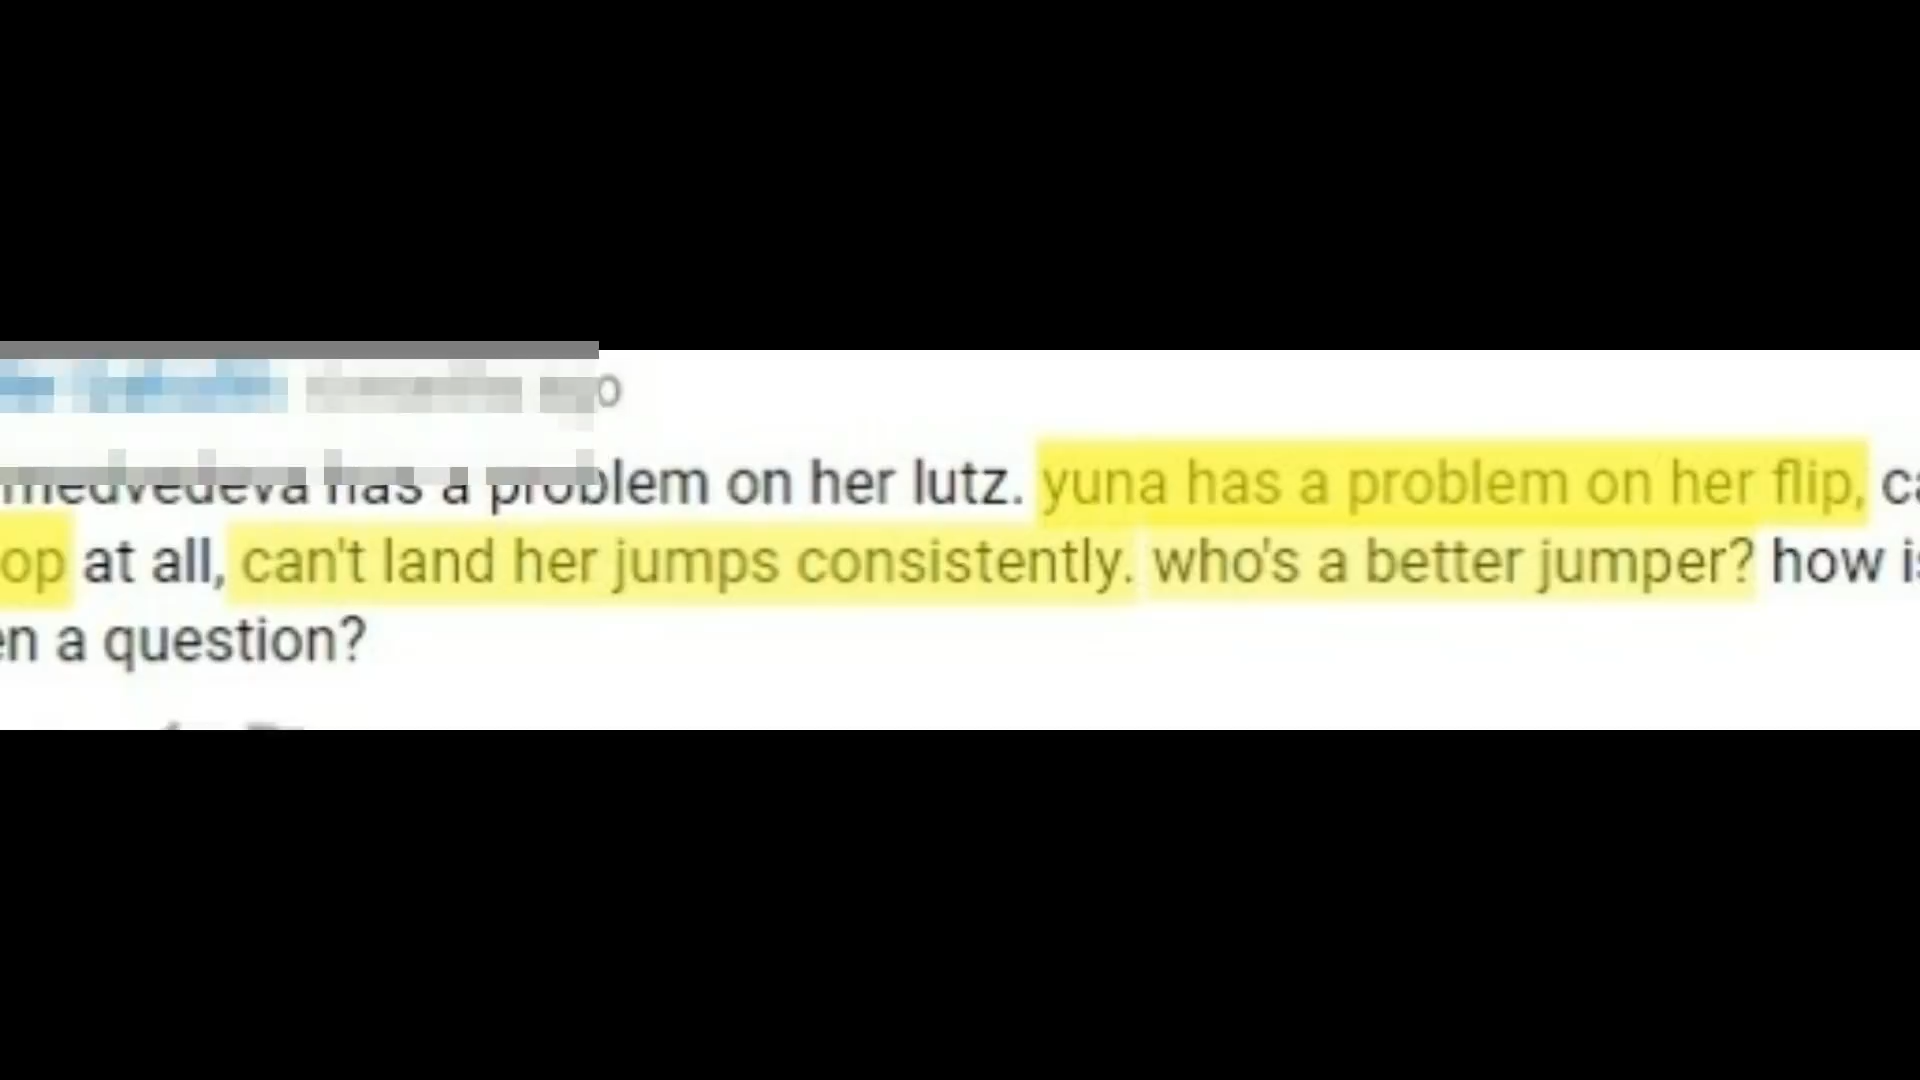 medvedeva has a problem on her lutz. yuna has a problem on her flip,
op at all, can't land her jumps consistently. who's a better jumper? how
en a question?